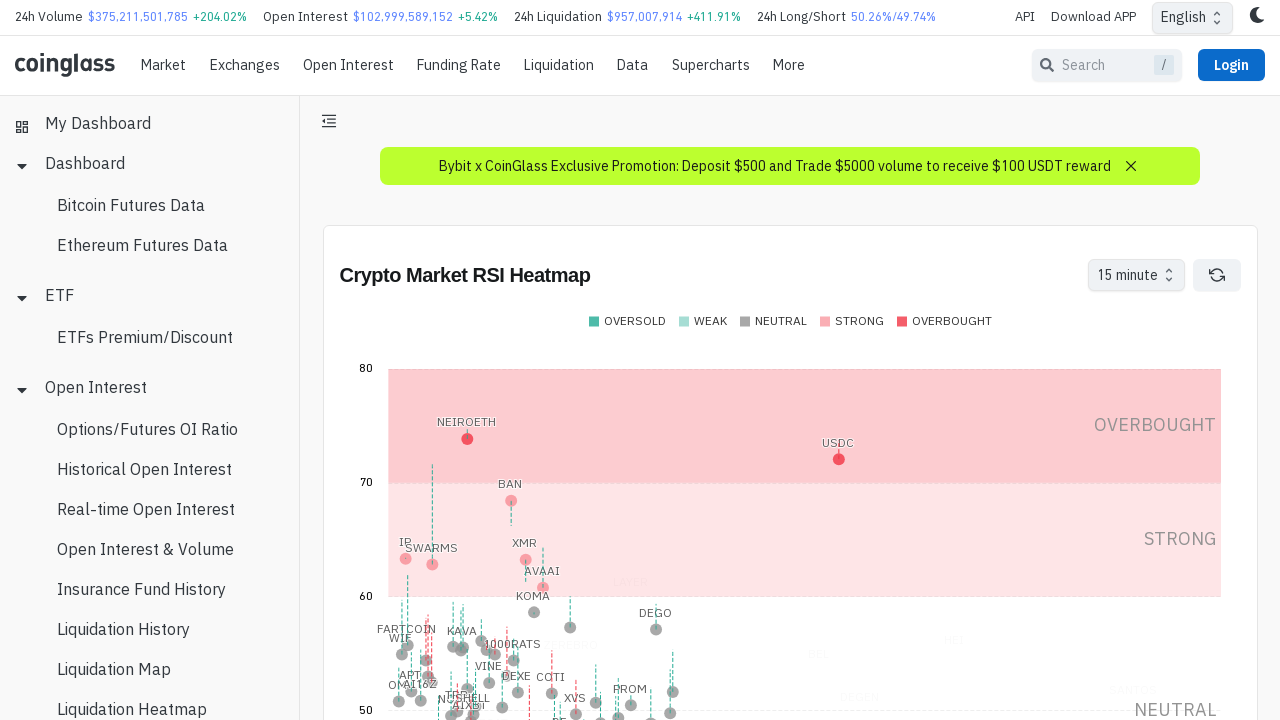 24h Volume $375,211,501,785 +204.02% Open Interest $102,999,589,152 +5.42% 24h Liquidation $957,007,914 +411.91% 24h Long/Short 50.26%/49.74% API Download APP English
coinglass Market Exchanges Open Interest Funding Rate Liquidation Data Supercharts More Search / Login
My Dashboard
Dashboard
Bitcoin Futures Data
Ethereum Futures Data
ETF
ETFs Premium/Discount
Open Interest
Options/Futures OI Ratio
Historical Open Interest
Real-time Open Interest
Open Interest & Volume
Insurance Fund History
Liquidation History
Liquidation Map
Liquidation Heatmap
Bybit x CoinGlass Exclusive Promotion: Deposit $500 and Trade $5000 volume to receive $100 USDT reward
Crypto Market RSI Heatmap 15 minute
OVERSOLD WEAK NEUTRAL STRONG OVERBOUGHT
80
NEIROETH
OVERBOUGHT
USDC
70
BAN
STRONG
IP
XMR
SWARMS
AVAAI
60
KOMA
DEGO
FARTCOIN
KAVA
WIF
1000RATS
VINE
APT
DEXE
COTI
AI16Z
PROM
NOSHELL
XVS
AIXBT
50
NEUTRAL